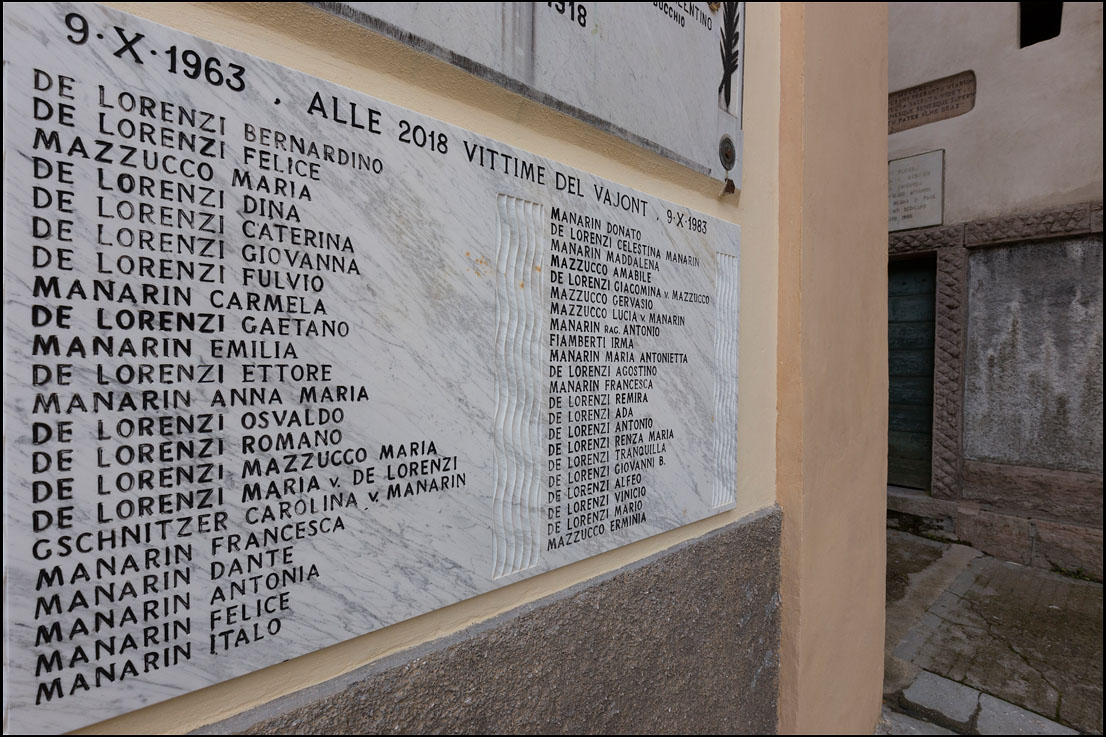 1918
LENTINO
9·X·1963 . ALLE 2018 VITTIME DEL VAJONT . 9·X·1983
DE LORENZI BERNARDINO
DE LORENZI FELICE
MAZZUCCO MARIA
DE LORENZI DINA
DE LORENZI CATERINA
DE LORENZI GIOVANNA
DE LORENZI FULVIO
MANARIN CARMELA
DE LORENZI GAETANO
MANARIN EMILIA
DE LORENZI ETTORE
MANARIN ANNA MARIA
DE LORENZI OSVALDO
DE LORENZI ROMANO
DE LORENZI MAZZUCCO MARIA
DE LORENZI MARIA v. DE LORENZI
GSCHNITZER CAROLINA v. MANARIN
MANARIN FRANCESCA
MANARIN DANTE
MANARIN ANTONIA
MANARIN FELICE
MANARIN ITALO
MANARIN DONATO
DE LORENZI CELESTINA MANARIN
MANARIN MADDALENA
MAZZUCCO AMABILE
DE LORENZI GIACOMINA v. MAZZUCCO
MAZZUCCO GERVASIO
MAZZUCCO LUCIA v. MANARIN
MANARIN RAG. ANTONIO
FIAMBERTI IRMA
MANARIN MARIA ANTONIETTA
DE LORENZI AGOSTINO
MANARIN FRANCESCA
DE LORENZI REMIRA
DE LORENZI ADA
DE LORENZI ANTONIO
DE LORENZI RENZA MARIA
DE LORENZI TRANQUILLA
DE LORENZI GIOVANNI B.
DE LORENZI ALFEO
DE LORENZI VINICIO
DE LORENZI MARIO
MAZZUCCO ERMINIA